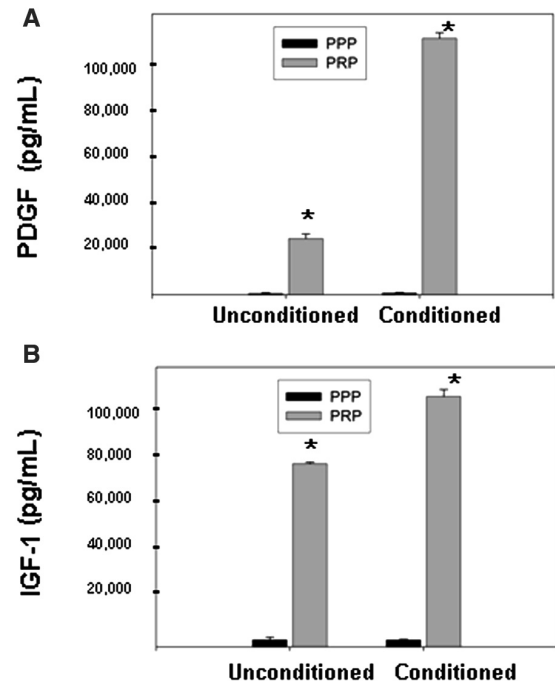 A
PDGF (pg/mL)
PPP
PRP
100,000
80,000
60,000
40,000
20,000
*
*
Unconditioned Conditioned
B
IGF-1 (pg/mL)
PPP
PRP
100,000
80,000
60,000
40,000
20,000
*
*
Unconditioned Conditioned